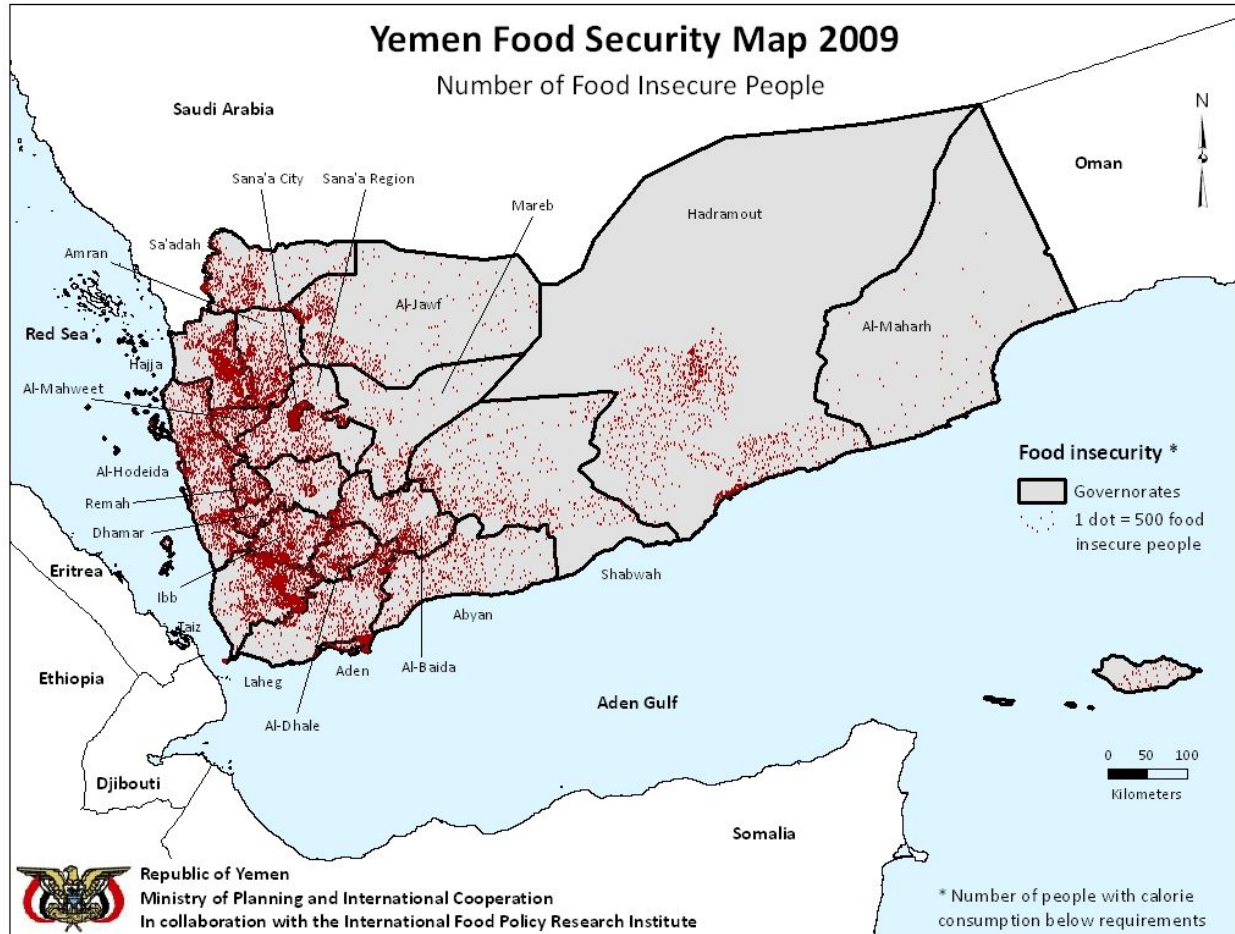 Yemen Food Security Map 2009
Number of Food Insecure People
Saudi Arabia
N
Oman
Sana'a City
Sana'a Region
Mareb
Hadramout
Sa'adah
Amran
Al-Jawf
Al-Maharh
Red Sea
Hajja
Al-Mahweet
Al-Hodeida
Remah
Dhamar
Eritrea
Ibb
Taiz
Shabwah
Abyan
Ethiopia
Laheg
Aden
Al-Baida
Al-Dhale
Aden Gulf
Djibouti
Somalia
Food insecurity *
Governorates
1 dot = 500 food
insecure people
0 50 100
Kilometers
Republic of Yemen
Ministry of Planning and International Cooperation
In collaboration with the International Food Policy Research Institute
* Number of people with calorie
consumption below requirements